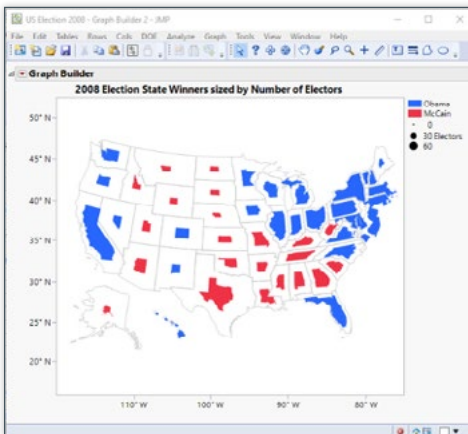 US Election 2008 - Graph Builder 2 - JMP
File Edit Tables Rows Cols DOE Analyze Graph Tools View Window Help
Graph Builder
2008 Election State Winners sized by Number of Electors
Obama
McCain
0
30 Electors
60
50° N
45° N
40° N
35° N
30° N
25° N
20° N
110° W 100° W 90° W 80° W